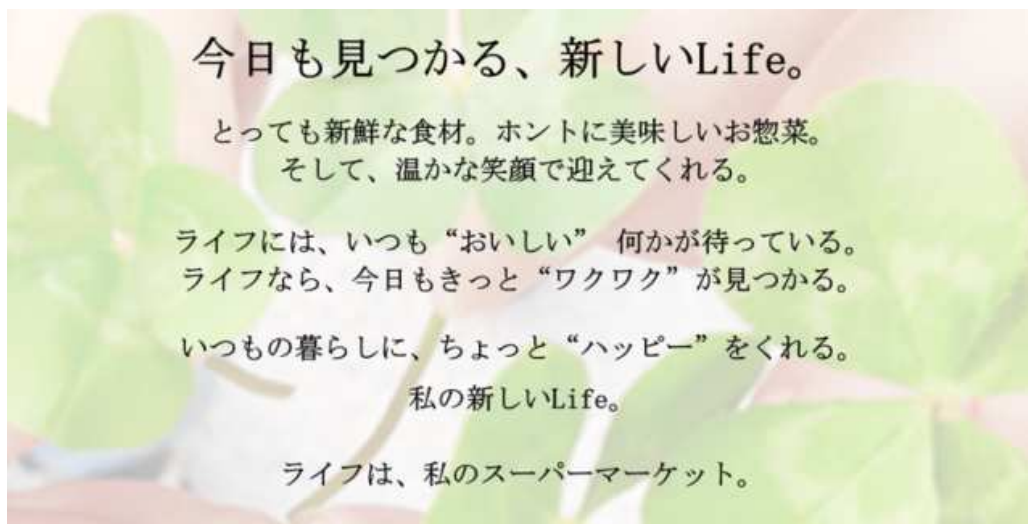 今日も見つかる、新しいLife。
とっても新鮮な食材。ホントに美味しいお惣菜。
そして、温かな笑顔で迎えてくれる。
ライフには、いつも“おいしい” 何かが待っている。
ライフなら、今日もきっと“ワクワク”が見つかる。
いつもの暮らしに、ちょっと“ハッピー”をくれる。
私の新しいLife。
ライフは、私のスーパーマーケット。